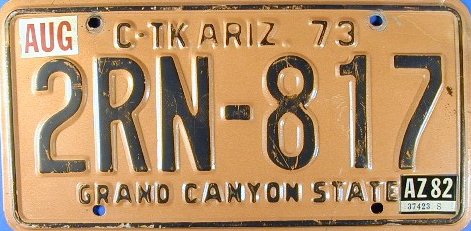 AUG
C-TK ARIZ. 73
2RN-817
GRAND CANYON STATE
AZ 82
37423 S